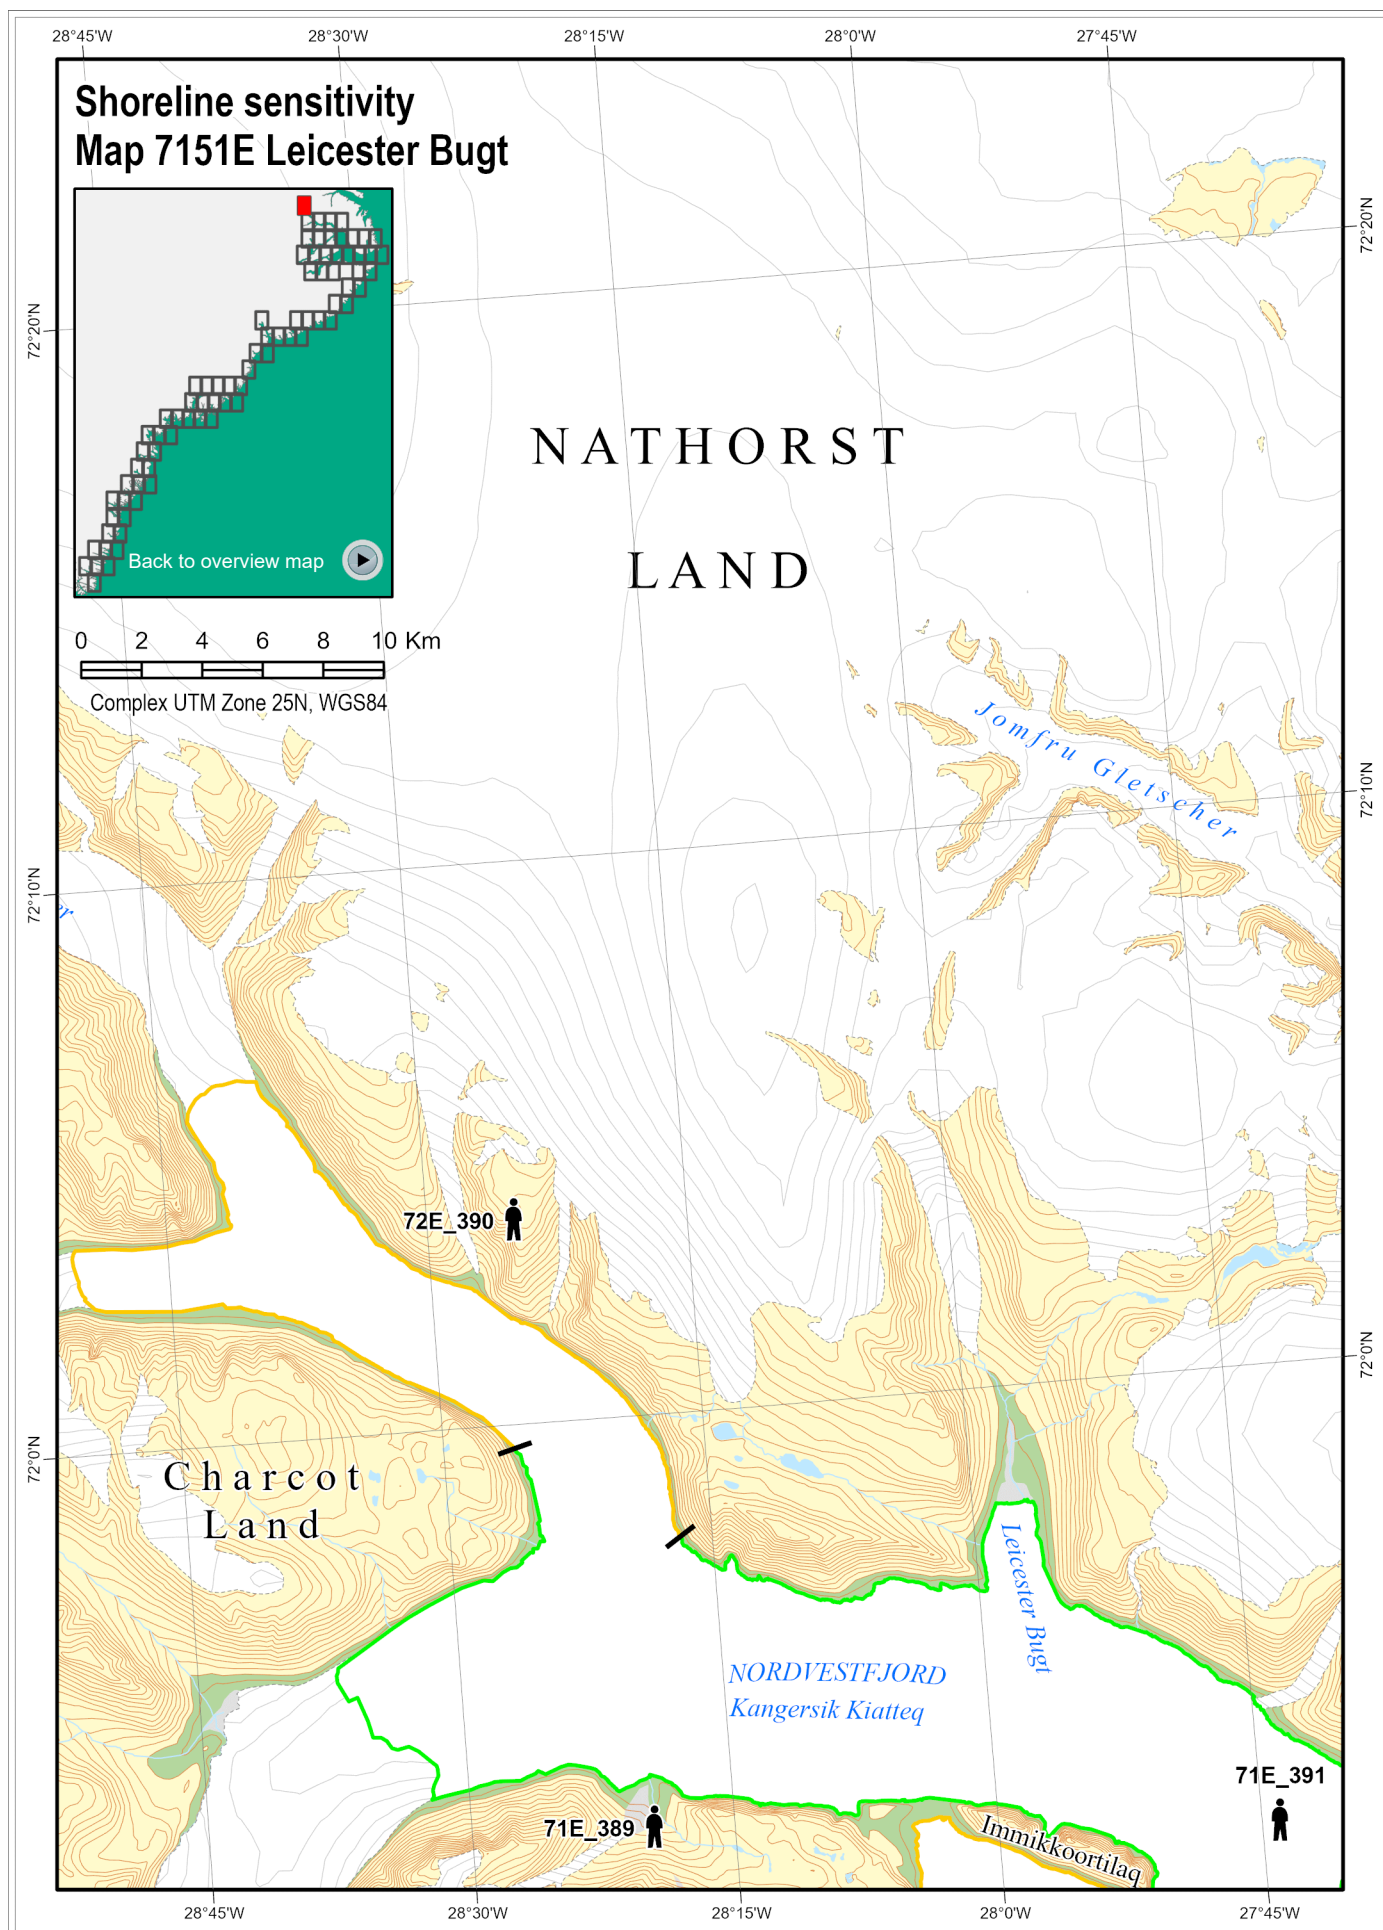 28°45'W 28°30'W 28°15'W 28°0'W 27°45'W
Shoreline sensitivity
Map 7151E Leicester Bugt
72°20'N
72°20'N
Back to overview map
0 2 4 6 8 10 Km
Complex UTM Zone 25N, WGS84
NATHORST
LAND
Jomfru Gletscher
72°10'N
72°10'N
er
72E_390
72°0'N
72°0'N
Charcot
Land
Leicester Bugt
NORDVESTFJORD
Kangersik Kiatteq
71E_391
71E_389
Immikkoortilaq
28°45'W 28°30'W 28°15'W 28°0'W 27°45'W